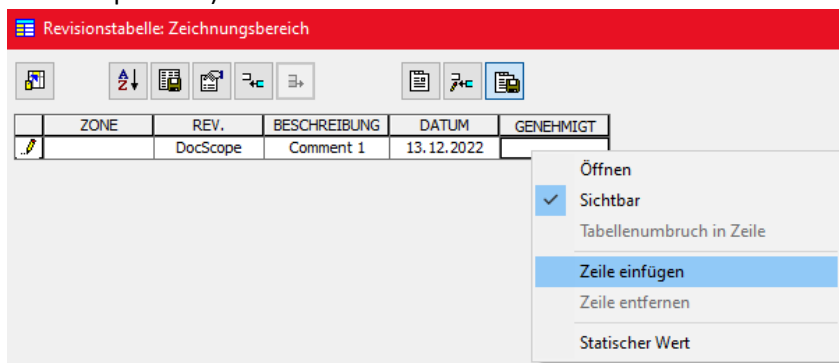 Revisionstabelle: Zeichnungsbereich
ZONE REV. BESCHREIBUNG DATUM GENEHMIGT
DocScope Comment 1 13.12.2022
Öffnen
Sichtbar
Tabellenumbruch in Zeile
Zeile einfügen
Zeile entfernen
Statischer Wert